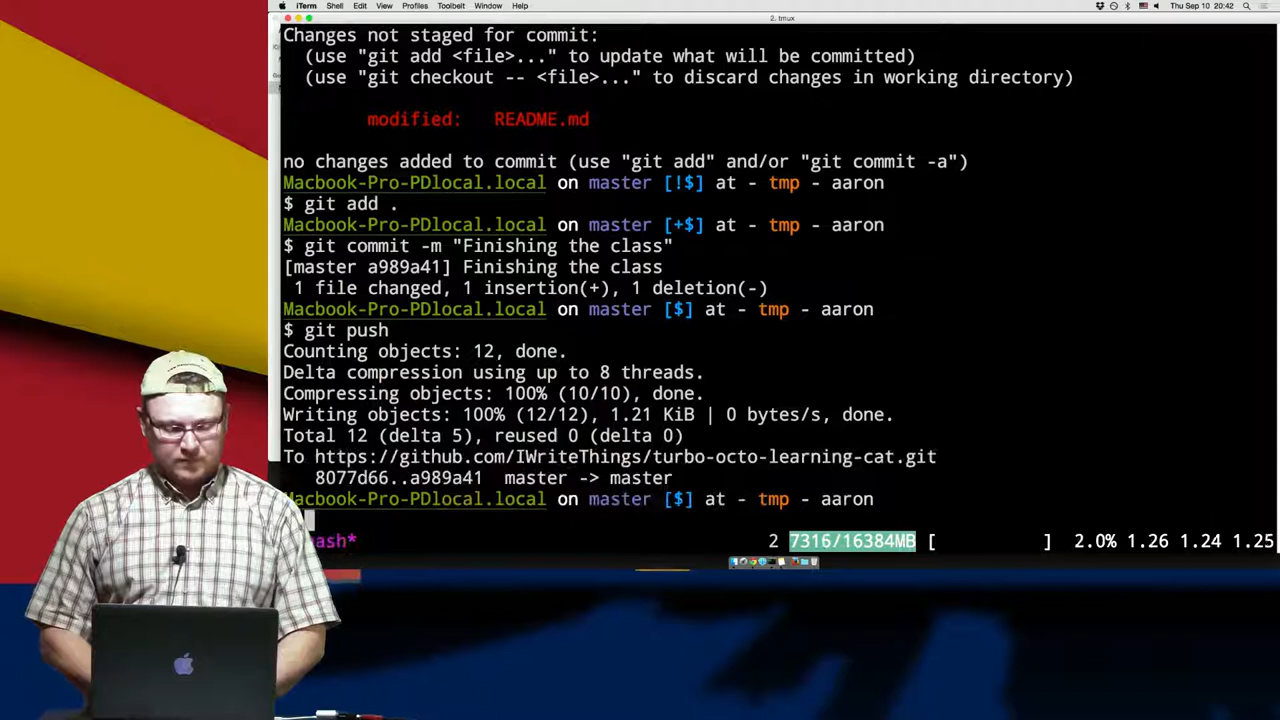 iTerm Shell Edit View Profiles Toolbelt Window Help Thu Sep 10 20:42
2. tmux
Changes not staged for commit:
(use "git add <file>..." to update what will be committed)
(use "git checkout -- <file>..." to discard changes in working directory)
modified: README.md
no changes added to commit (use "git add" and/or "git commit -a")
Macbook-Pro-PDlocal.local on master [!$] at - tmp - aaron
$ git add .
Macbook-Pro-PDlocal.local on master [+$] at - tmp - aaron
$ git commit -m "Finishing the class"
[master a989a41] Finishing the class
1 file changed, 1 insertion(+), 1 deletion(-)
Macbook-Pro-PDlocal.local on master [$] at - tmp - aaron
$ git push
Counting objects: 12, done.
Delta compression using up to 8 threads.
Compressing objects: 100% (10/10), done.
Writing objects: 100% (12/12), 1.21 KiB | 0 bytes/s, done.
Total 12 (delta 5), reused 0 (delta 0)
To https://github.com/IWriteThings/turbo-octo-learning-cat.git
8077d66..a989a41 master -> master
Macbook-Pro-PDlocal.local on master [$] at - tmp - aaron
ash* 2 7316/16384MB [ ] 2.0% 1.26 1.24 1.25